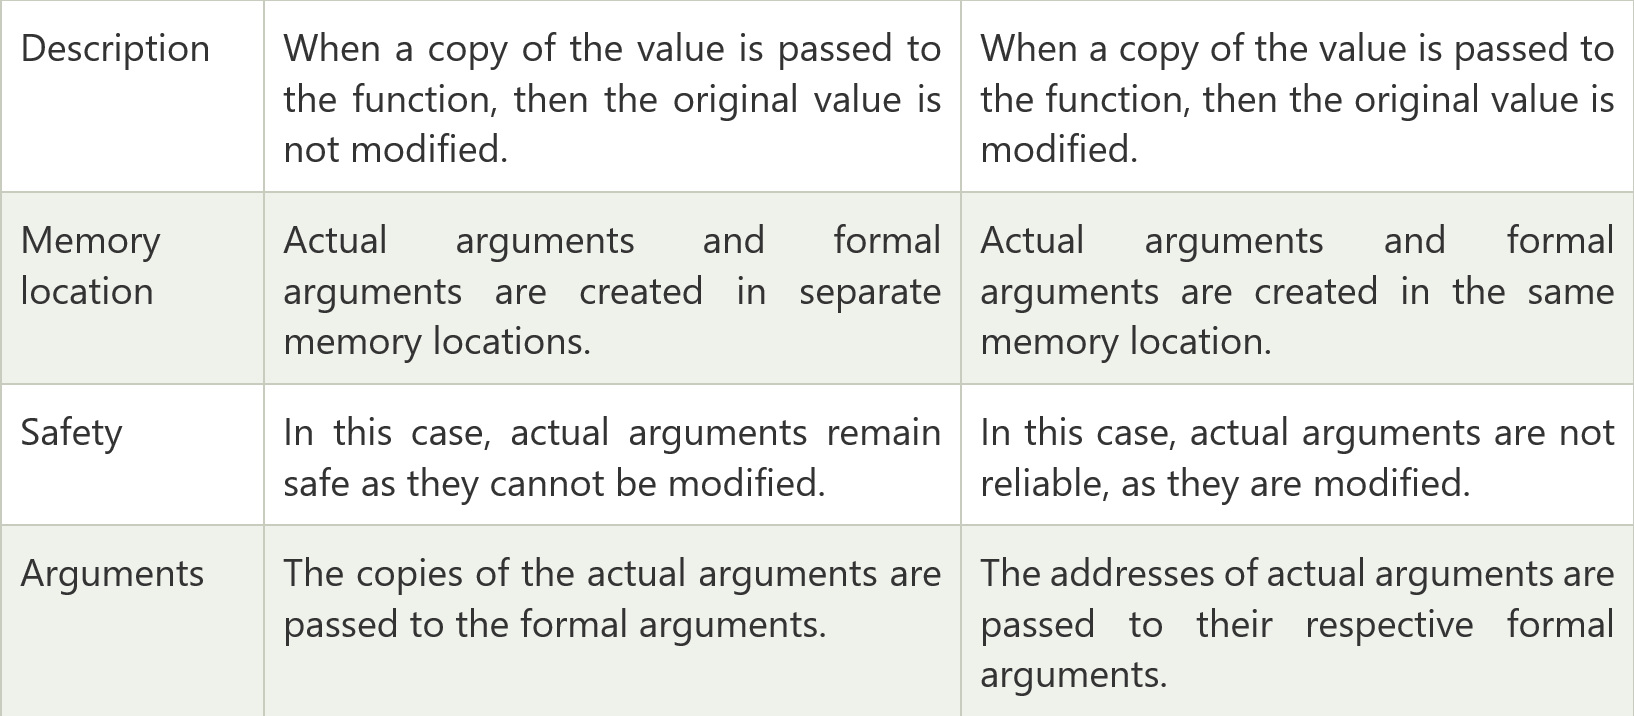 Description
When a copy of the value is passed to
the function, then the original value is
not modified.
When a copy of the value is passed to
the function, then the original value is
modified.
Memory
location
Actual arguments and formal
arguments are created in separate
memory locations.
Actual arguments and formal
arguments are created in the same
memory location.
Safety
In this case, actual arguments remain
safe as they cannot be modified.
In this case, actual arguments are not
reliable, as they are modified.
Arguments
The copies of the actual arguments are
passed to the formal arguments.
The addresses of actual arguments are
passed to their respective formal
arguments.